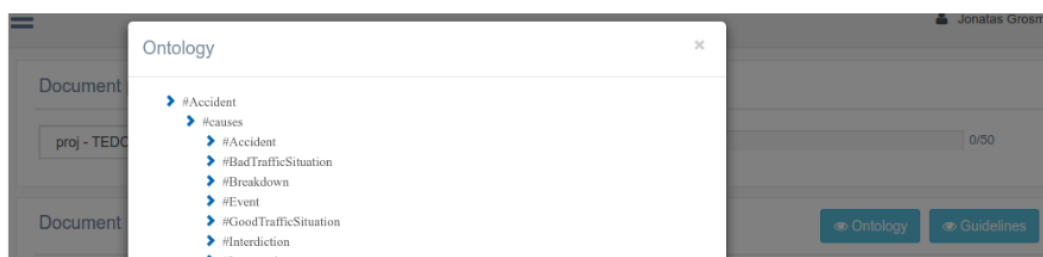 Jonatas Grosm
Ontology
×
Document
#Accident
#causes
proj - TEDC
#Accident
0/50
#BadTrafficSituation
#Breakdown
#Event
Document
#GoodTrafficSituation
Ontology
Guidelines
#Interdiction